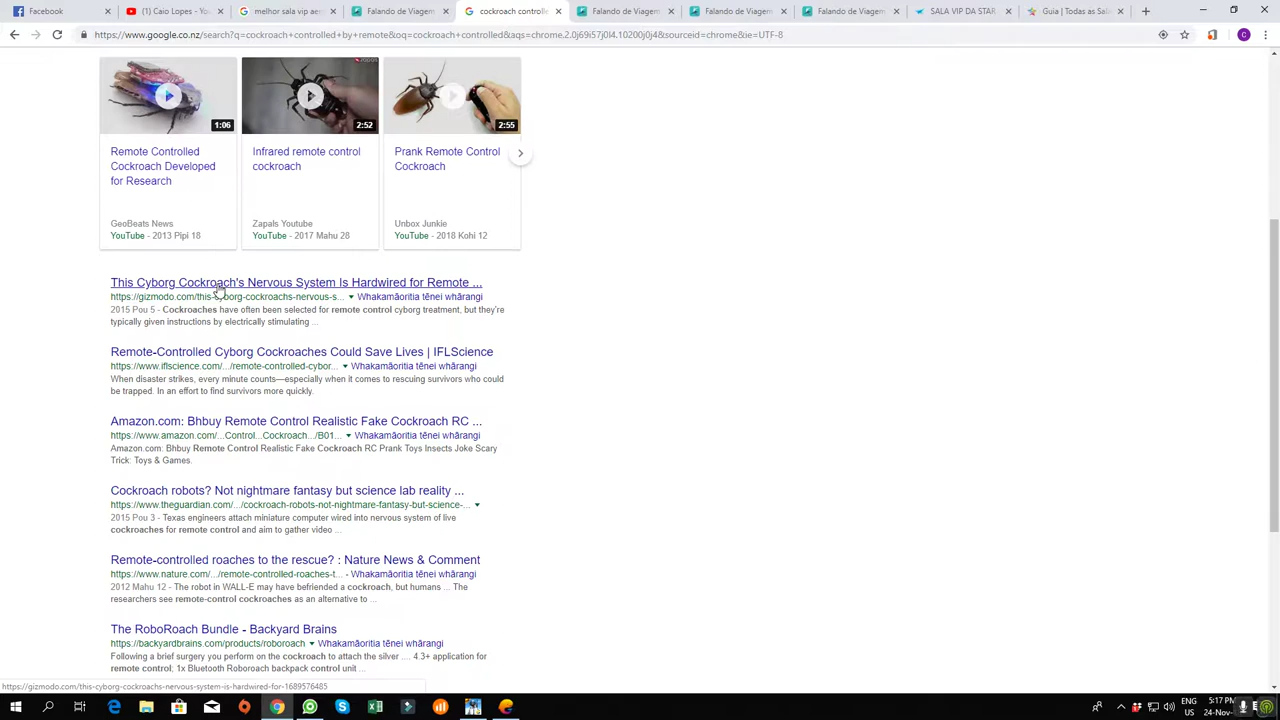 Facebook
(1) Caio Lopes - Y
melhor sala vip aer
Falando de Viagem
cockroach controlle
Falando de Viagem
Falando de Viagem
Falando de Viagem
SALA VIP DA STAR
Guia | Todas as Sala
https://www.google.co.nz/search?q=cockroach+controlled+by+remote&oq=cockroach+controlled&aqs=chrome.2.0j69i57j0l4.10200j0j4&sourceid=chrome&ie=UTF-8
1:06
2:52
2:55
Remote Controlled
Cockroach Developed
for Research
GeoBeats News
YouTube - 2013 Pipi 18
Infrared remote control
cockroach
Zapals Youtube
YouTube - 2017 Mahu 28
Prank Remote Control
Cockroach
Unbox Junkie
YouTube - 2018 Kohi 12
This Cyborg Cockroach's Nervous System Is Hardwired for Remote ...
https://gizmodo.com/this-cyborg-cockroachs-nervous-s... Whakamāoritia tēnei whārangi
2015 Pou 5 - Cockroaches have often been selected for remote control cyborg treatment, but they're
typically given instructions by electrically stimulating ...
Remote-Controlled Cyborg Cockroaches Could Save Lives | IFLScience
https://www.iflscience.com/.../remote-controlled-cybor... Whakamāoritia tēnei whārangi
When disaster strikes, every minute counts—especially when it comes to rescuing survivors who could
be trapped. In an effort to find survivors more quickly.
Amazon.com: Bhbuy Remote Control Realistic Fake Cockroach RC ...
https://www.amazon.com/...Control...Cockroach.../B01... Whakamāoritia tēnei whārangi
Amazon.com: Bhbuy Remote Control Realistic Fake Cockroach RC Prank Toys Insects Joke Scary
Trick: Toys & Games.
Cockroach robots? Not nightmare fantasy but science lab reality ...
https://www.theguardian.com/.../cockroach-robots-not-nightmare-fantasy-but-science-...
2015 Pou 3 - Texas engineers attach miniature computer wired into nervous system of live
cockroaches for remote control and aim to gather video ...
Remote-controlled roaches to the rescue? : Nature News & Comment
https://www.nature.com/.../remote-controlled-roaches-t... - Whakamāoritia tēnei whārangi
2012 Mahu 12 - The robot in WALL-E may have befriended a cockroach, but humans ... The
researchers see remote-control cockroaches as an alternative to ...
The RoboRoach Bundle - Backyard Brains
https://backyardbrains.com/products/roboroach Whakamāoritia tēnei whārangi
Following a brief surgery you perform on the cockroach to attach the silver .... 4.3+ application for
remote control; 1x Bluetooth Roboroach backpack control unit ...
https://gizmodo.com/this-cyborg-cockroachs-nervous-system-is-hardwired-for-1689576485
ENG
US
5:17 PM
24-Nov-